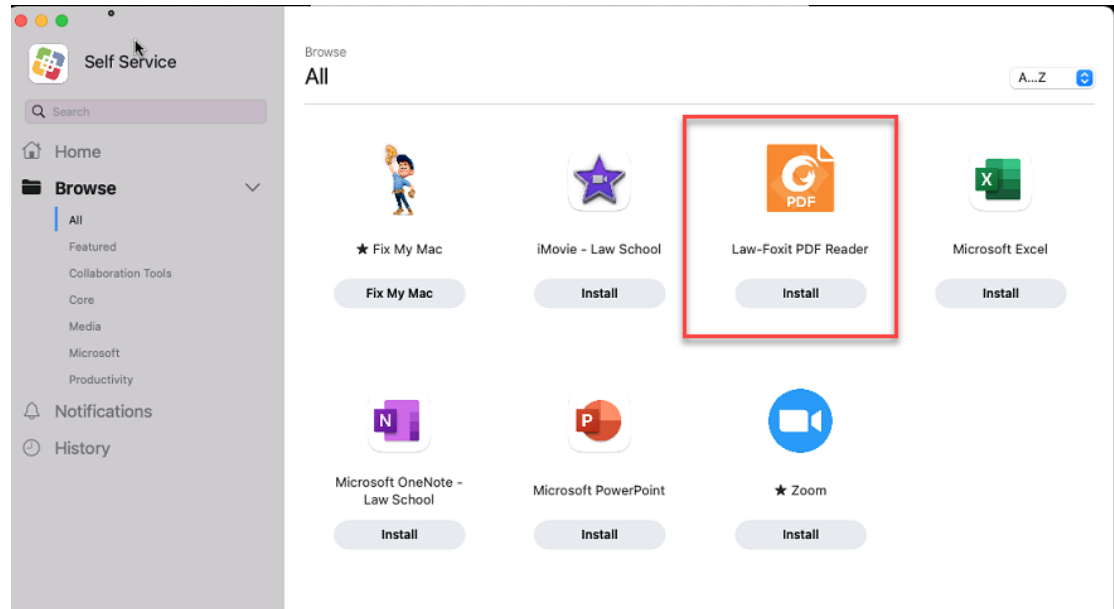 Self Service
Search
Home
Browse
All
Featured
Collaboration Tools
Core
Media
Microsoft
Productivity
Notifications
History
Browse
All
A...Z
★ Fix My Mac
Fix My Mac
iMovie - Law School
Install
PDF
Law-Foxit PDF Reader
Install
X
Microsoft Excel
Install
N
Microsoft OneNote -
Law School
Install
P
Microsoft PowerPoint
Install
★ Zoom
Install